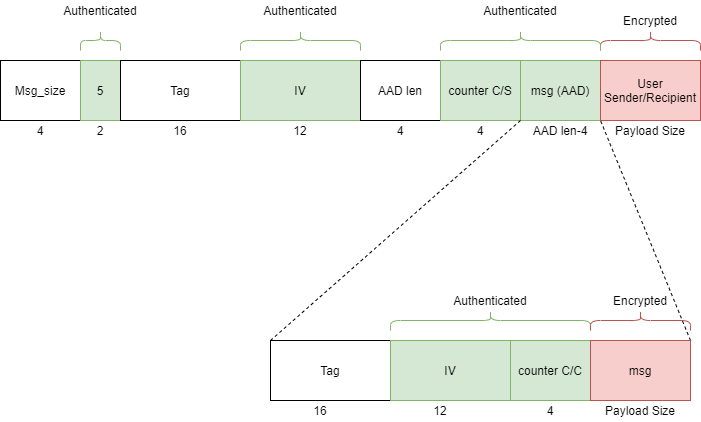 Authenticated
Authenticated
Authenticated
Encrypted
Msg_size
5
Tag
IV
AAD len
counter C/S
msg (AAD)
User
Sender/Recipient
4
2
16
12
4
4
AAD len-4
Payload Size
Authenticated
Encrypted
Tag
IV
counter C/C
msg
16
12
4
Payload Size